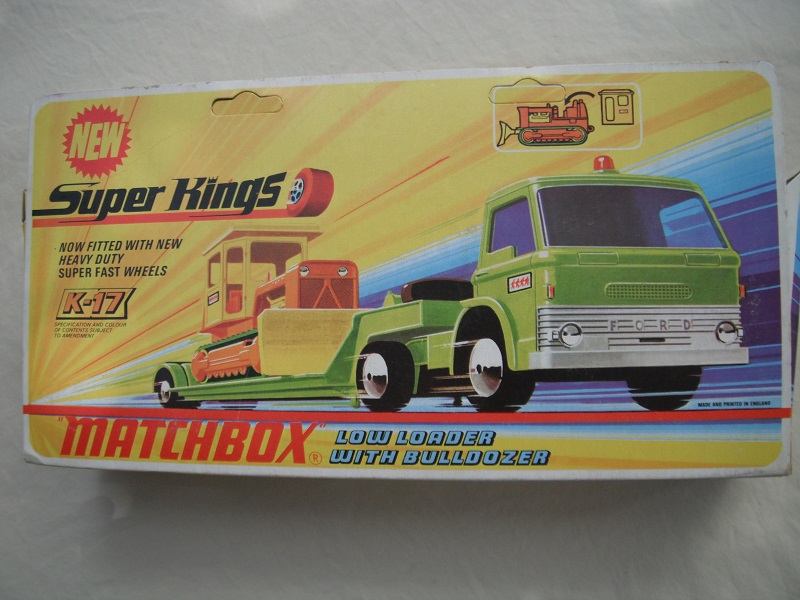 NEW
Super Kings
NOW FITTED WITH NEW
HEAVY DUTY
SUPER FAST WHEELS
K-17
SPECIFICATION AND COLOUR
OF CONTENTS SUBJECT
TO AMENDMENT
FORD
MADE AND PRINTED IN ENGLAND
"MATCHBOX"®
LOW LOADER
WITH BULLDOZER